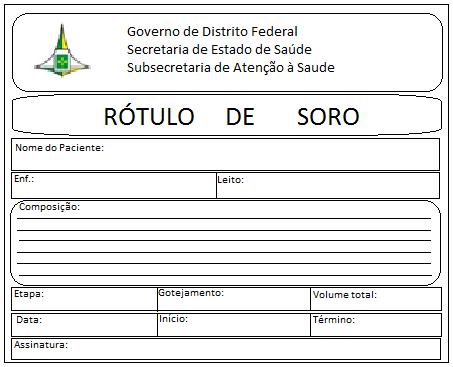 Governo de Distrito Federal
Secretaria de Estado de Saúde
Subsecretaria de Atenção à Saude
RÓTULO DE SORO
Nome do Paciente:
Enf.: Leito:
Composição:
Etapa: Gotejamento: Volume total:
Data: Início: Término:
Assinatura: